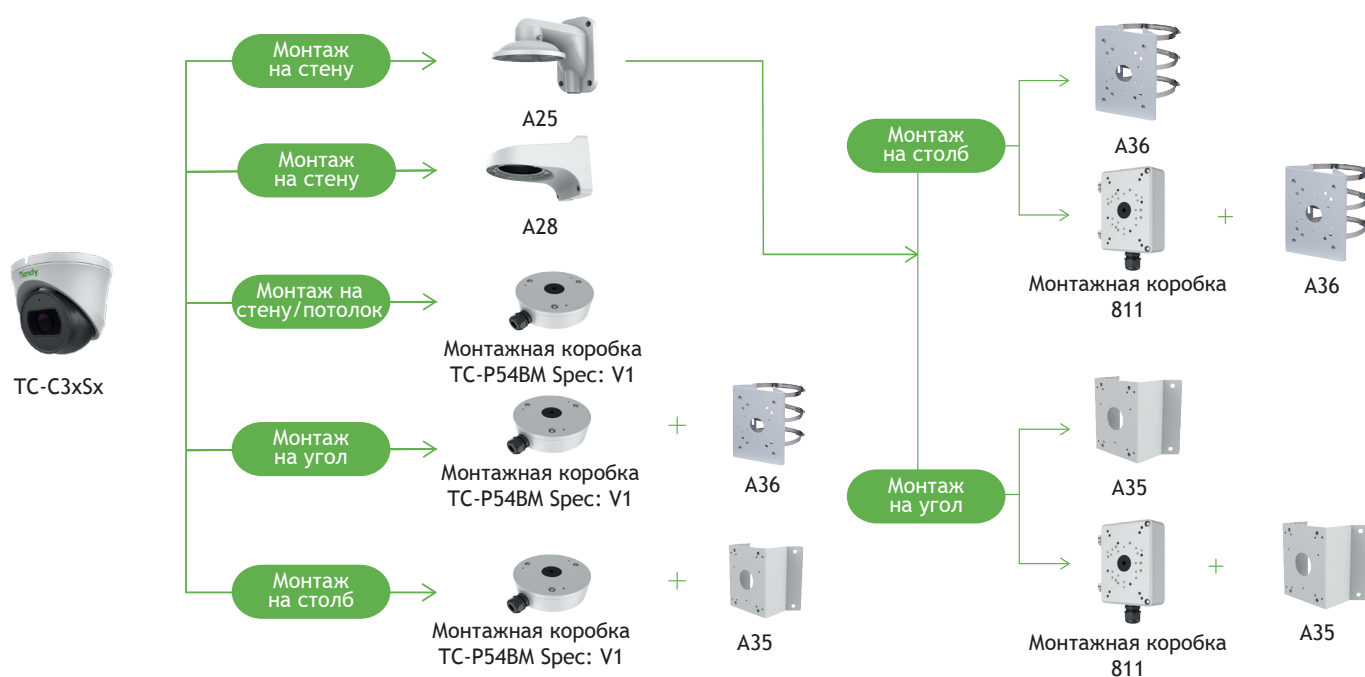 Монтаж
на стену
A25
Монтаж
на стену
A28
Tiandy
TC-C3xSx
Монтаж на
стену/потолок
Монтажная коробка
TC-P54BM Spec: V1
Монтаж
на угол
Монтажная коробка
TC-P54BM Spec: V1
+
A36
Монтаж
на столб
Монтажная коробка
TC-P54BM Spec: V1
+
A35
Монтаж
на столб
A36
Монтажная коробка
811
+
A36
Монтаж
на угол
A35
Монтажная коробка
811
+
A35